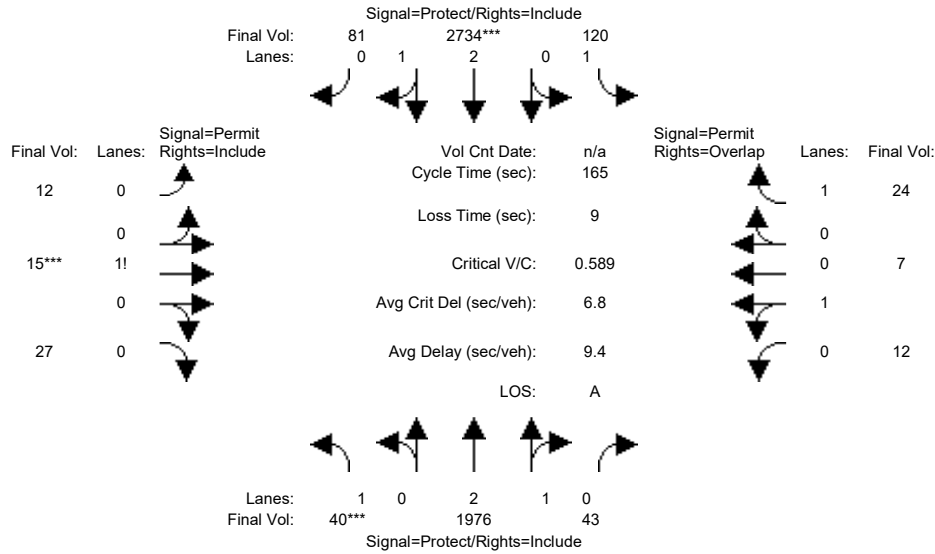 Signal=Protect/Rights=Include
Final Vol: 81 2734*** 120
Lanes: 0 1 2 0 1
Signal=Permit
Final Vol: Lanes: Rights=Include
Vol Cnt Date: n/a
Signal=Permit
Rights=Overlap Lanes: Final Vol:
Cycle Time (sec): 165
12 0
1 24
Loss Time (sec): 9
0
0
15*** 1!
Critical V/C: 0.589
0 7
0
Avg Crit Del (sec/veh): 6.8
1
27 0
Avg Delay (sec/veh): 9.4
0 12
LOS: A
Lanes: 1 0 2 1 0
Final Vol: 40*** 1976 43
Signal=Protect/Rights=Include